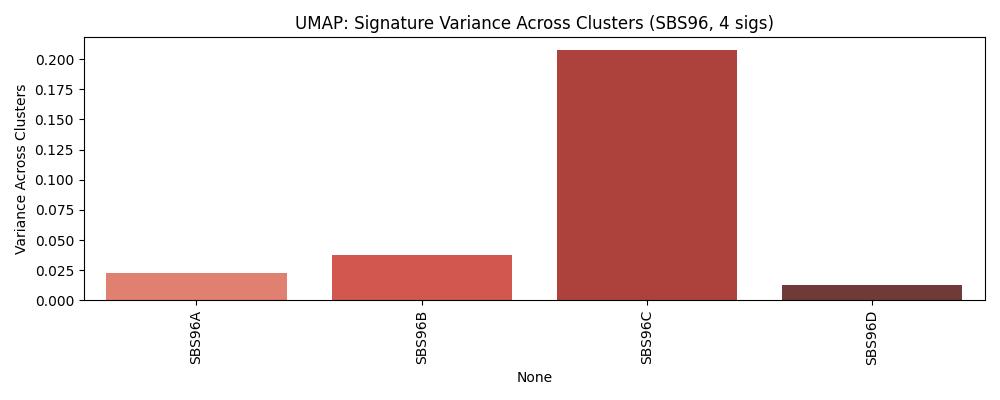 UMAP: Signature Variance Across Clusters (SBS96, 4 sigs)
Variance Across Clusters
0.200
0.175
0.150
0.125
0.100
0.075
0.050
0.025
0.000
SBS96A
SBS96B
SBS96C
SBS96D
None